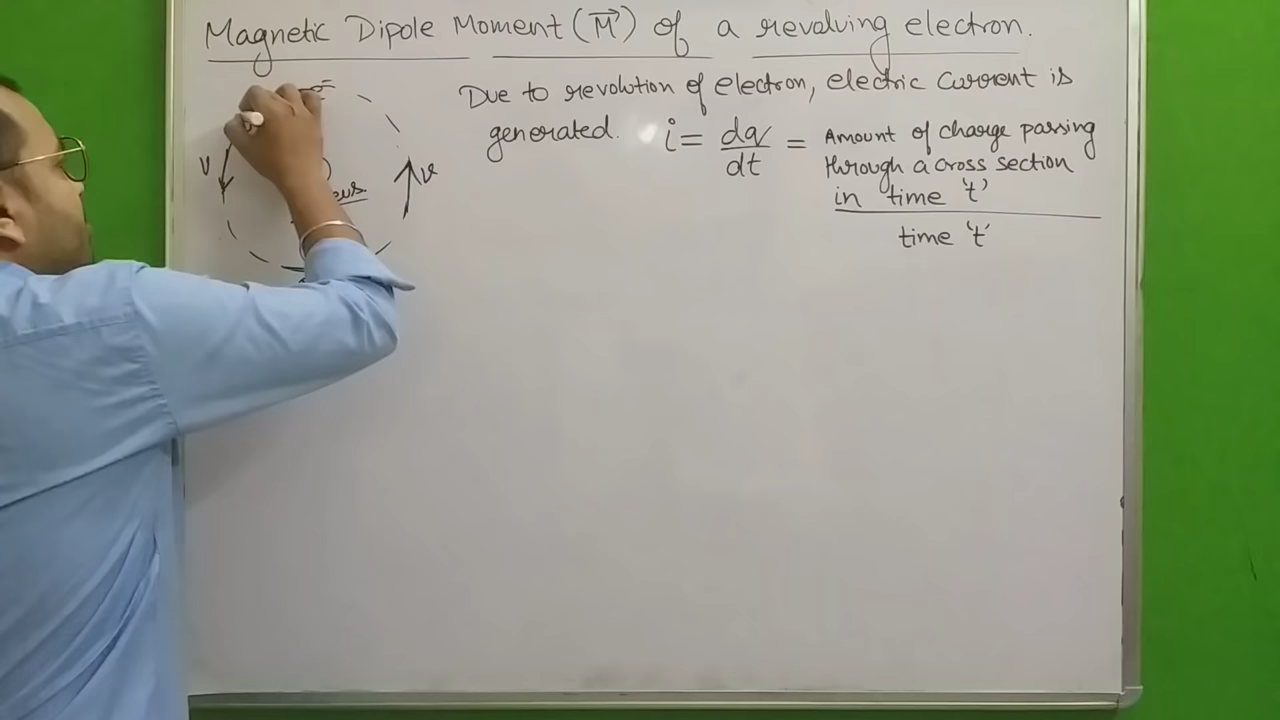 Magnetic Dipole Moment (M⃗) of a revolving electron.
Due to revolution of electron, electric current is
generated. i = dq/dt = Amount of charge passing
through a cross section
in time 't'
time 't'
e⁻
v
v